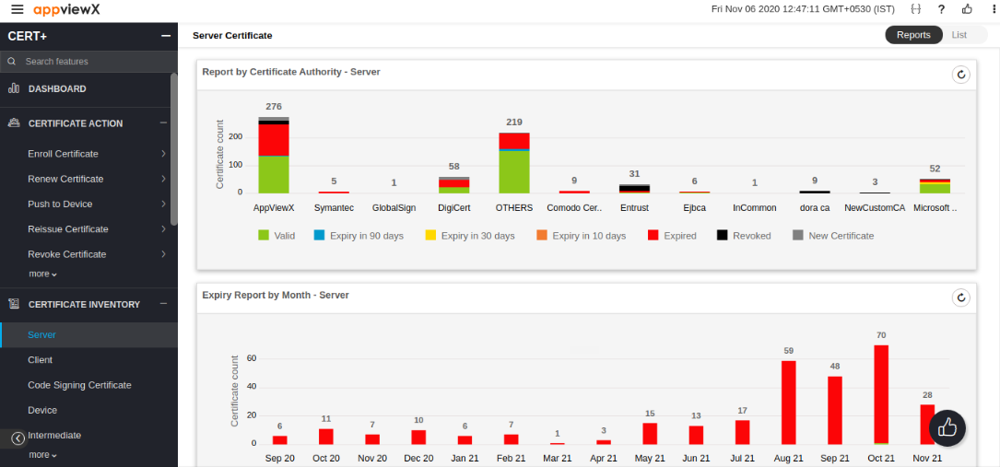 appviewX
Fri Nov 06 2020 12:47:11 GMT+0530 (IST)
?
CERT+
Search features
DASHBOARD
CERTIFICATE ACTION
Enroll Certificate
Renew Certificate
Push to Device
Reissue Certificate
Revoke Certificate
more
CERTIFICATE INVENTORY
Server
Client
Code Signing Certificate
Device
Intermediate
more
Server Certificate
Reports List
Report by Certificate Authority - Server
Certificate count
200
100
0
276 5 1 58 219 9 31 6 1 9 3 52
AppViewX Symantec GlobalSign DigiCert OTHERS Comodo Cer.. Entrust Ejbca InCommon dora ca NewCustomCA Microsoft ..
Valid Expiry in 90 days Expiry in 30 days Expiry in 10 days Expired Revoked New Certificate
Expiry Report by Month - Server
Certificate count
60
40
20
0
6 11 7 10 6 7 1 3 15 13 17 59 48 70 28
Sep 20 Oct 20 Nov 20 Dec 20 Jan 21 Feb 21 Mar 21 Apr 21 May 21 Jun 21 Jul 21 Aug 21 Sep 21 Oct 21 Nov 21